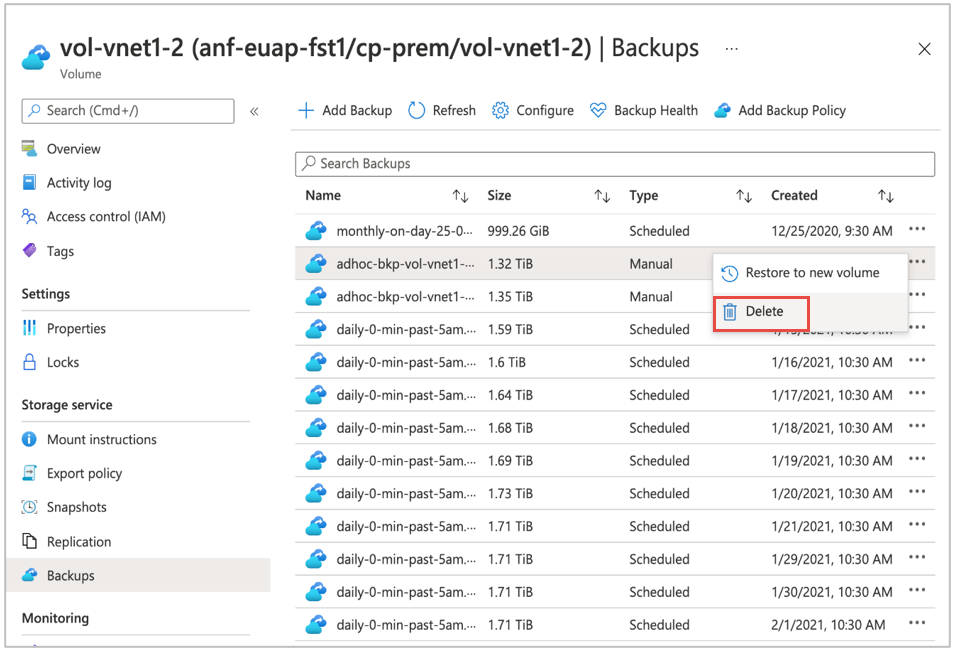 vol-vnet1-2 (anf-euap-fst1/cp-prem/vol-vnet1-2) | Backups ...
Volume
Search (Cmd+/)
Overview
Activity log
Access control (IAM)
Tags
Settings
Properties
Locks
Storage service
Mount instructions
Export policy
Snapshots
Replication
Backups
Monitoring
Add Backup Refresh Configure Backup Health Add Backup Policy
Search Backups
Name Size Type Created
monthly-on-day-25-0... 999.26 GiB Scheduled 12/25/2020, 9:30 AM
adhoc-bkp-vol-vnet1-... 1.32 TiB Manual
Restore to new volume
adhoc-bkp-vol-vnet1-... 1.35 TiB Manual
Delete
daily-0-min-past-5am.... 1.59 TiB Scheduled
daily-0-min-past-5am.... 1.6 TiB Scheduled 1/16/2021, 10:30 AM
daily-0-min-past-5am.... 1.64 TiB Scheduled 1/17/2021, 10:30 AM
daily-0-min-past-5am.... 1.68 TiB Scheduled 1/18/2021, 10:30 AM
daily-0-min-past-5am.... 1.69 TiB Scheduled 1/19/2021, 10:30 AM
daily-0-min-past-5am.... 1.73 TiB Scheduled 1/20/2021, 10:30 AM
daily-0-min-past-5am.... 1.71 TiB Scheduled 1/21/2021, 10:30 AM
daily-0-min-past-5am.... 1.71 TiB Scheduled 1/29/2021, 10:30 AM
daily-0-min-past-5am.... 1.71 TiB Scheduled 1/30/2021, 10:30 AM
daily-0-min-past-5am.... 1.71 TiB Scheduled 2/1/2021, 10:30 AM